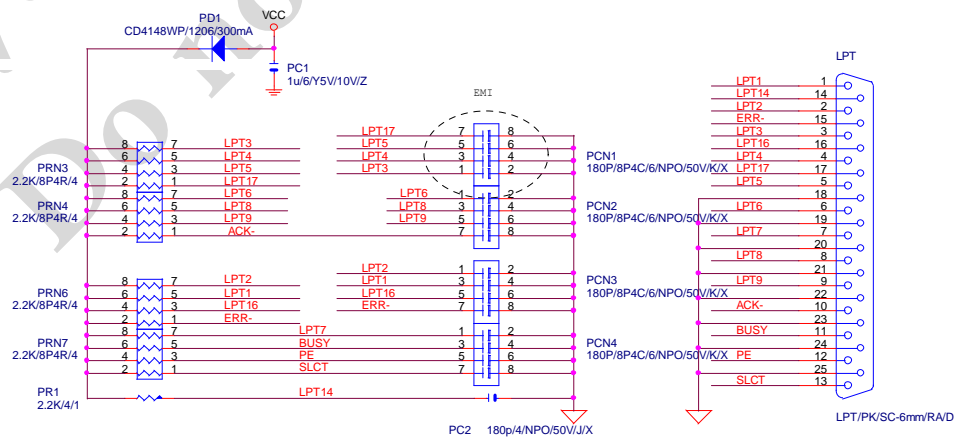 Do no
PD1
CD4148WP/1206/300mA
VCC
PC1
1u/6/Y5V/10V/Z
EMI
8 7 LPT3
6 5 LPT4
4 3 LPT5
2 1 LPT17
PRN3
2.2K/8P4R/4
8 7 LPT6
6 5 LPT8
4 3 LPT9
2 1 ACK-
PRN4
2.2K/8P4R/4
LPT17 7 8
LPT5 5 6
LPT4 3 4
LPT3 1 2
PCN1
180P/8P4C/6/NPO/50V/K/X
LPT6 1 2
LPT8 3 4
LPT9 5 6
7 8
PCN2
180P/8P4C/6/NPO/50V/K/X
8 7 LPT2
6 5 LPT1
4 3 LPT16
2 1 ERR-
PRN6
2.2K/8P4R/4
8 7 LPT7
6 5 BUSY
4 3 PE
2 1 SLCT
PRN7
2.2K/8P4R/4
LPT2 1 2
LPT1 3 4
LPT16 5 6
ERR- 7 8
PCN3
180P/8P4C/6/NPO/50V/K/X
1 2
3 4
5 6
7 8
PCN4
180P/8P4C/6/NPO/50V/K/X
PR1
2.2K/4/1
LPT14
PC2 180p/4/NPO/50V/J/X
LPT
LPT1 1
LPT14 14
LPT2 2
ERR- 15
LPT3 3
LPT16 16
LPT4 4
LPT17 17
LPT5 5
18
LPT6 6
19
LPT7 7
20
LPT8 8
21
LPT9 9
22
ACK- 10
23
BUSY 11
24
PE 12
25
SLCT 13
LPT/PK/SC-6mm/RA/D